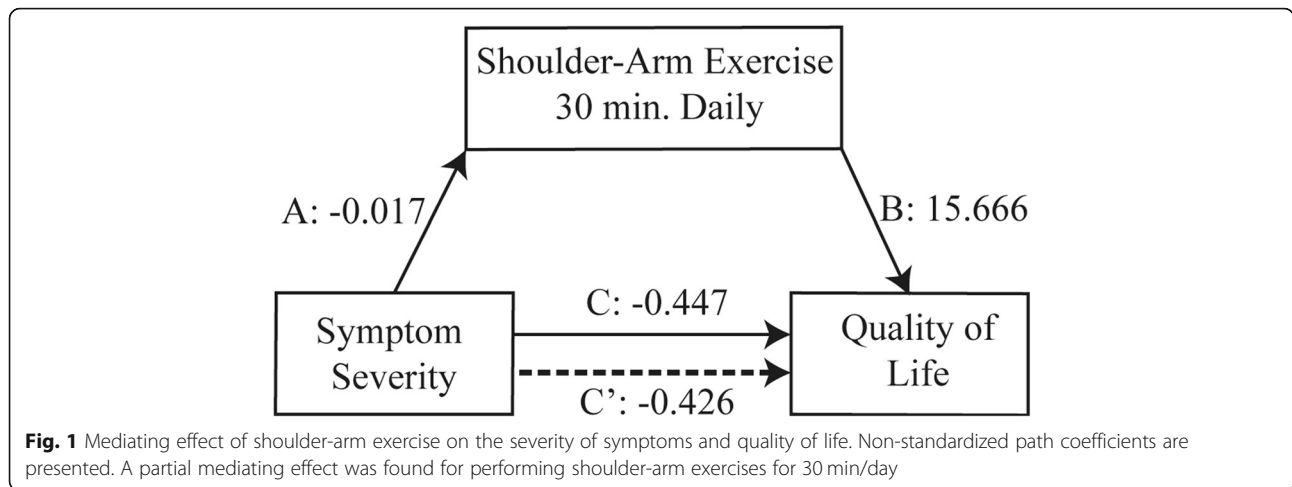 Shoulder-Arm Exercise
30 min. Daily
A: -0.017
B: 15.666
C: -0.447
Symptom
Severity
Quality of
Life
C’: -0.426
Fig. 1 Mediating effect of shoulder-arm exercise on the severity of symptoms and quality of life. Non-standardized path coefficients are
presented. A partial mediating effect was found for performing shoulder-arm exercises for 30 min/day